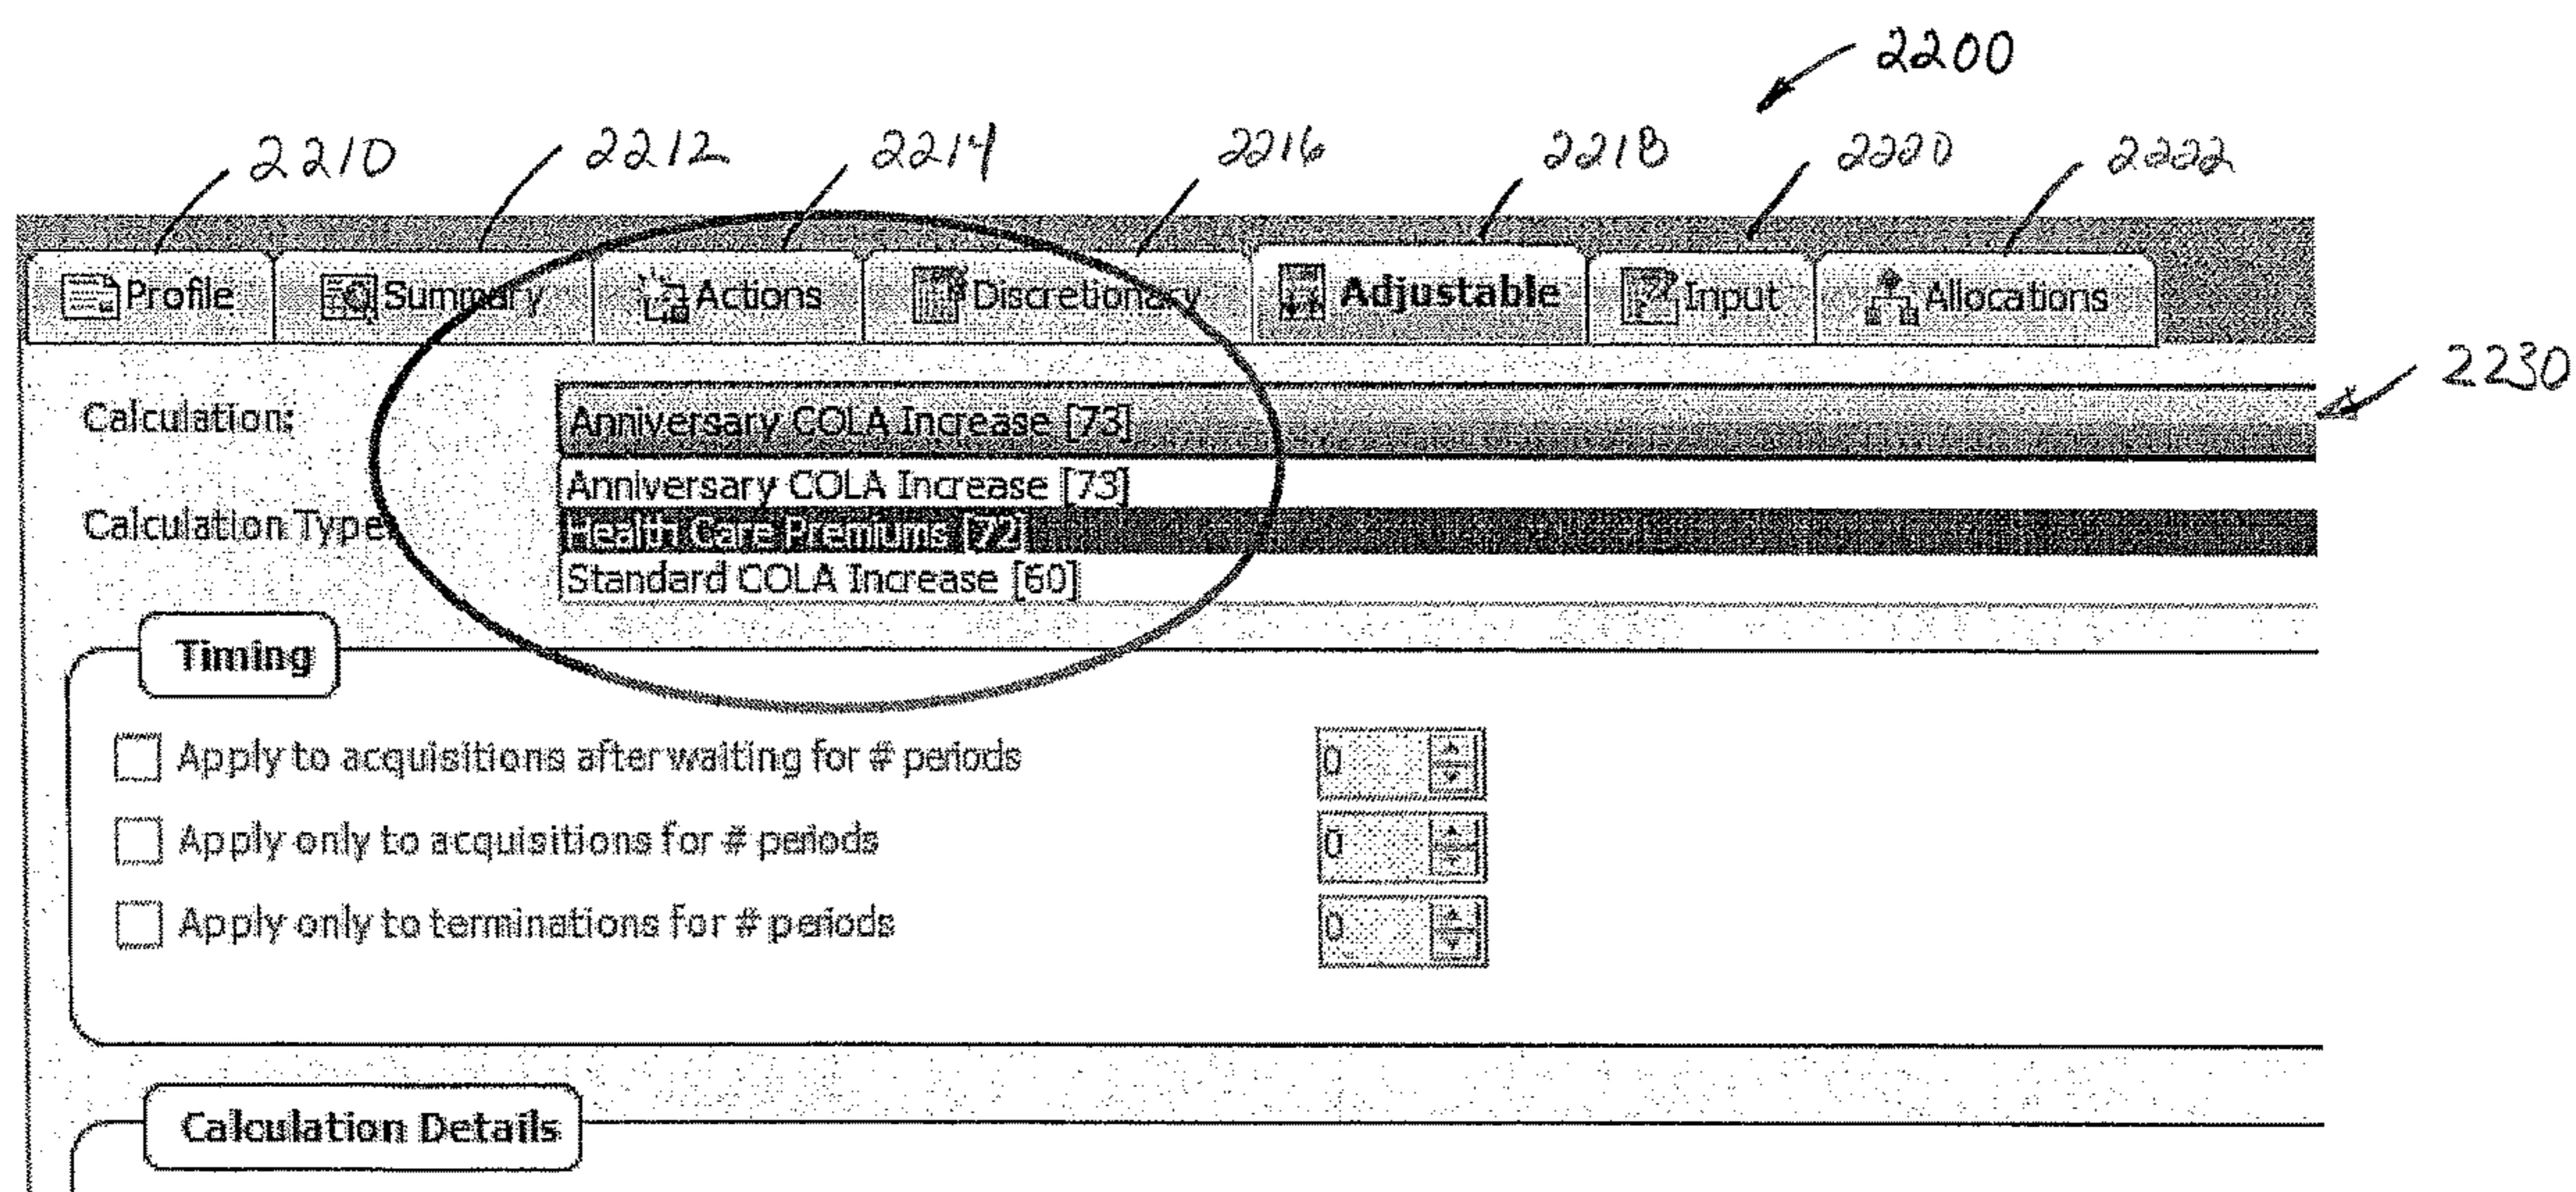 2200
2210 2212 2214 2216 2218 2220 2222
Profile Summary Actions Discretionary Adjustable Input Allocations
2230
Calculation: Anniversary COLA Increase [73]
Anniversary COLA Increase [73]
Calculation Type: Health Care Premiums [72]
Standard COLA Increase [60]
Timing
Apply to acquisitions after waiting for # periods 0
Apply only to acquisitions for # periods 0
Apply only to terminations for # periods 0
Calculation Details